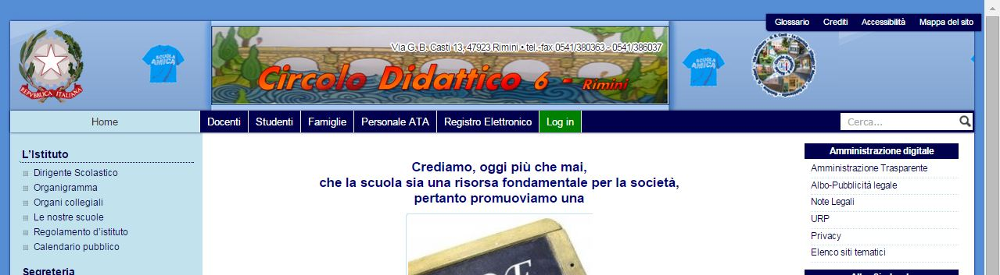 Glossario
Crediti
Accessibilità
Mappa del sito
REPVBBLICA ITALIANA
SCUOLA
AMICA
Via G. B. Casti 13, 47923 Rimini • tel.-fax 0541/380363 - 0541/386037
Circolo Didattico 6 - Rimini
SCUOLA
AMICA
Home
Docenti
Studenti
Famiglie
Personale ATA
Registro Elettronico
Log in
Cerca...
L'Istituto
Dirigente Scolastico
Organigramma
Organi collegiali
Le nostre scuole
Regolamento d'istituto
Calendario pubblico
Segreteria
Crediamo, oggi più che mai,
che la scuola sia una risorsa fondamentale per la società,
pertanto promuoviamo una
Amministrazione digitale
Amministrazione Trasparente
Albo-Pubblicità legale
Note Legali
URP
Privacy
Elenco siti tematici